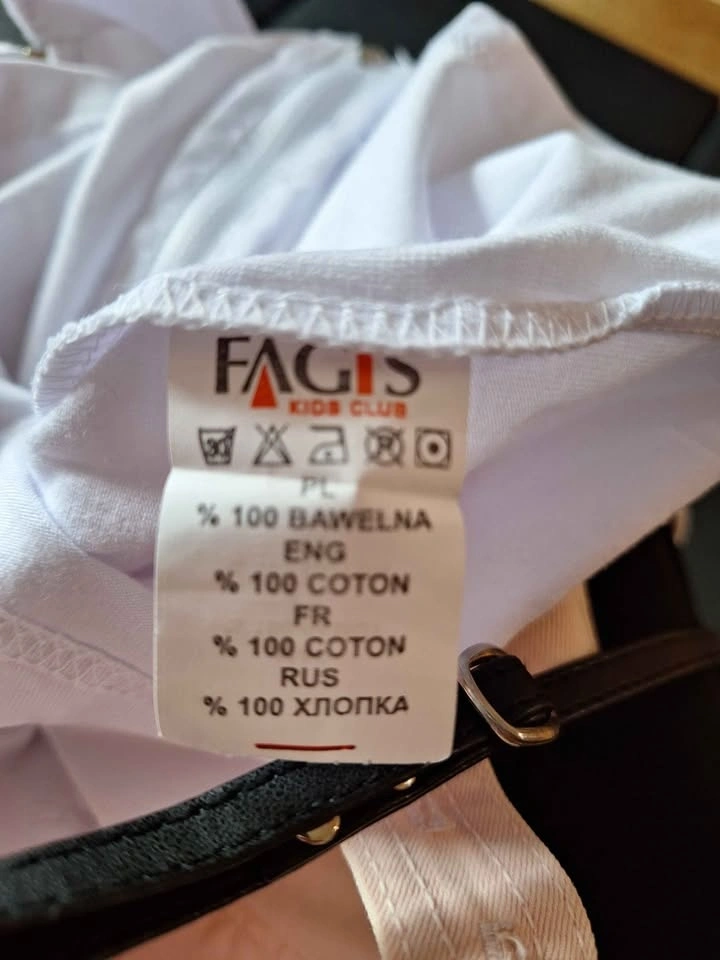 FAGIS
KIDS CLUB
30
PL
% 100 BAWELNA
ENG
% 100 COTON
FR
% 100 COTON
RUS
% 100 ХЛОПКА